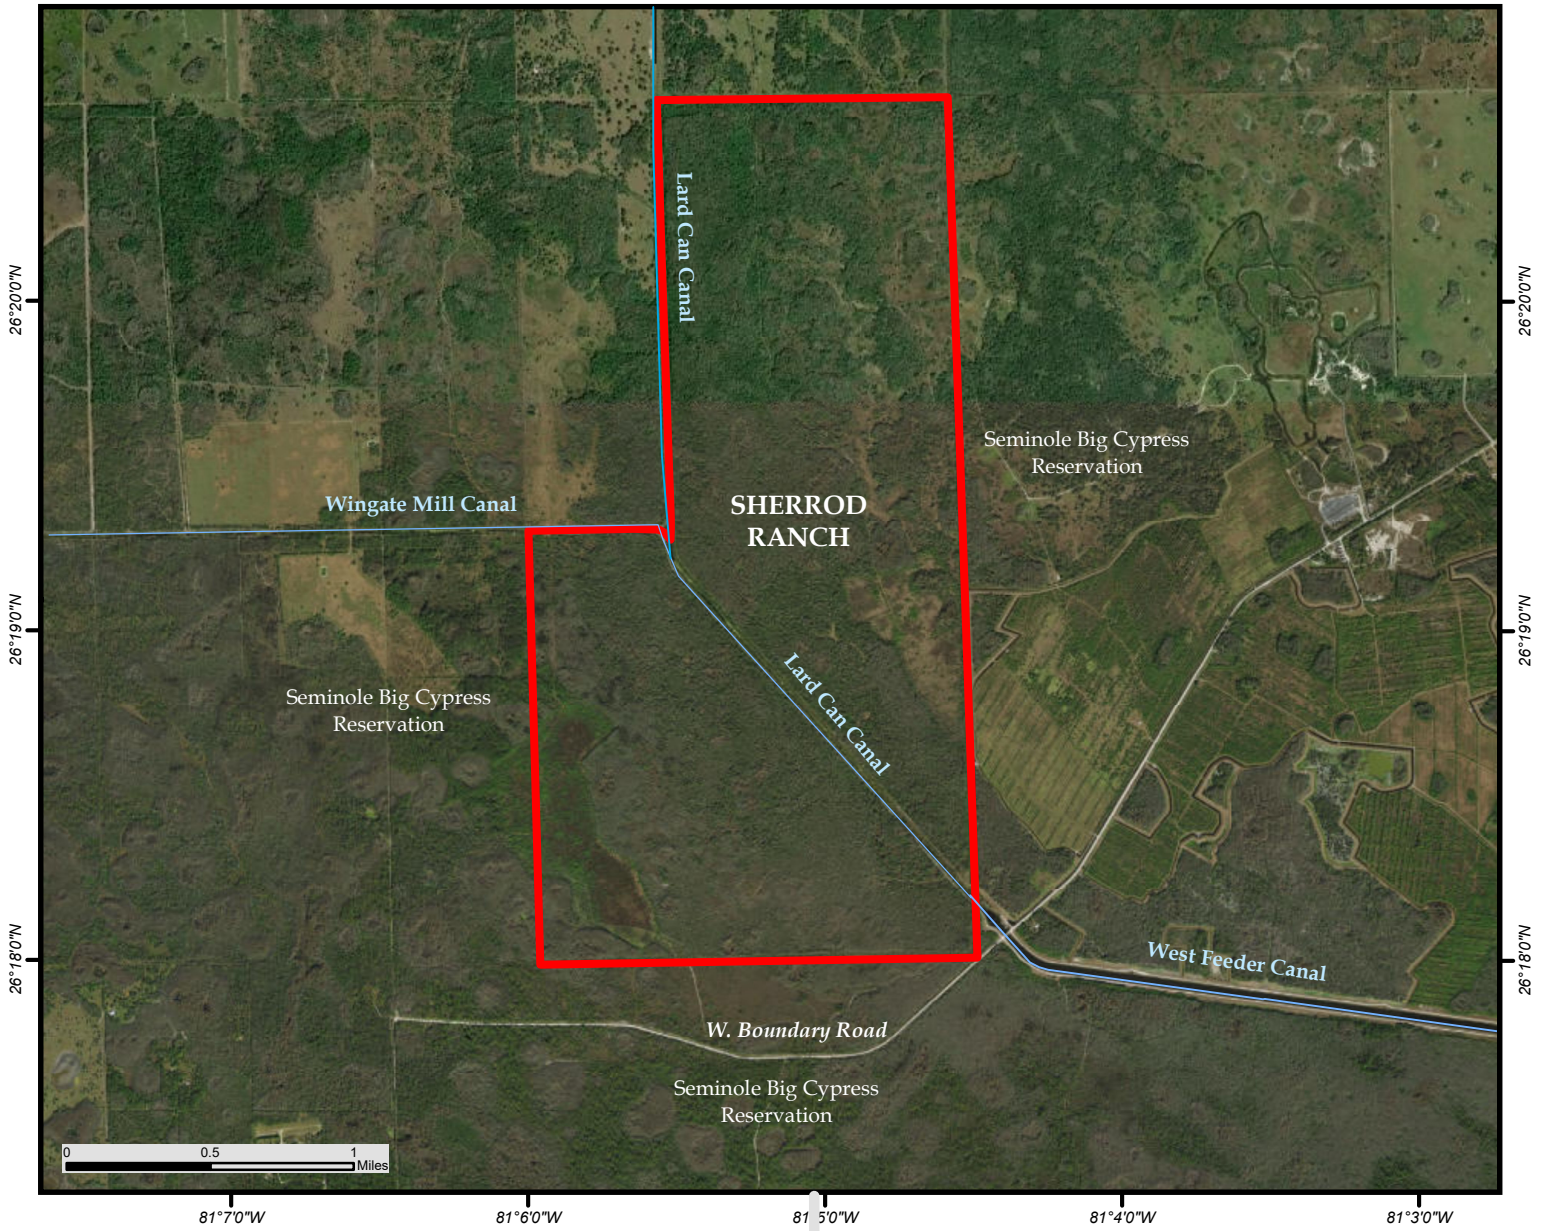 Lard Can Canal
26°20'0"N
26°20'0"N
Seminole Big Cypress
Reservation
Wingate Mill Canal
SHERROD
RANCH
26°19'0"N
26°19'0"N
Lard Can Canal
Seminole Big Cypress
Reservation
26°18'0"N
26°18'0"N
West Feeder Canal
W. Boundary Road
Seminole Big Cypress
Reservation
0 0.5 1
Miles
81°7'0"W 81°6'0"W 81°5'0"W 81°4'0"W 81°3'0"W